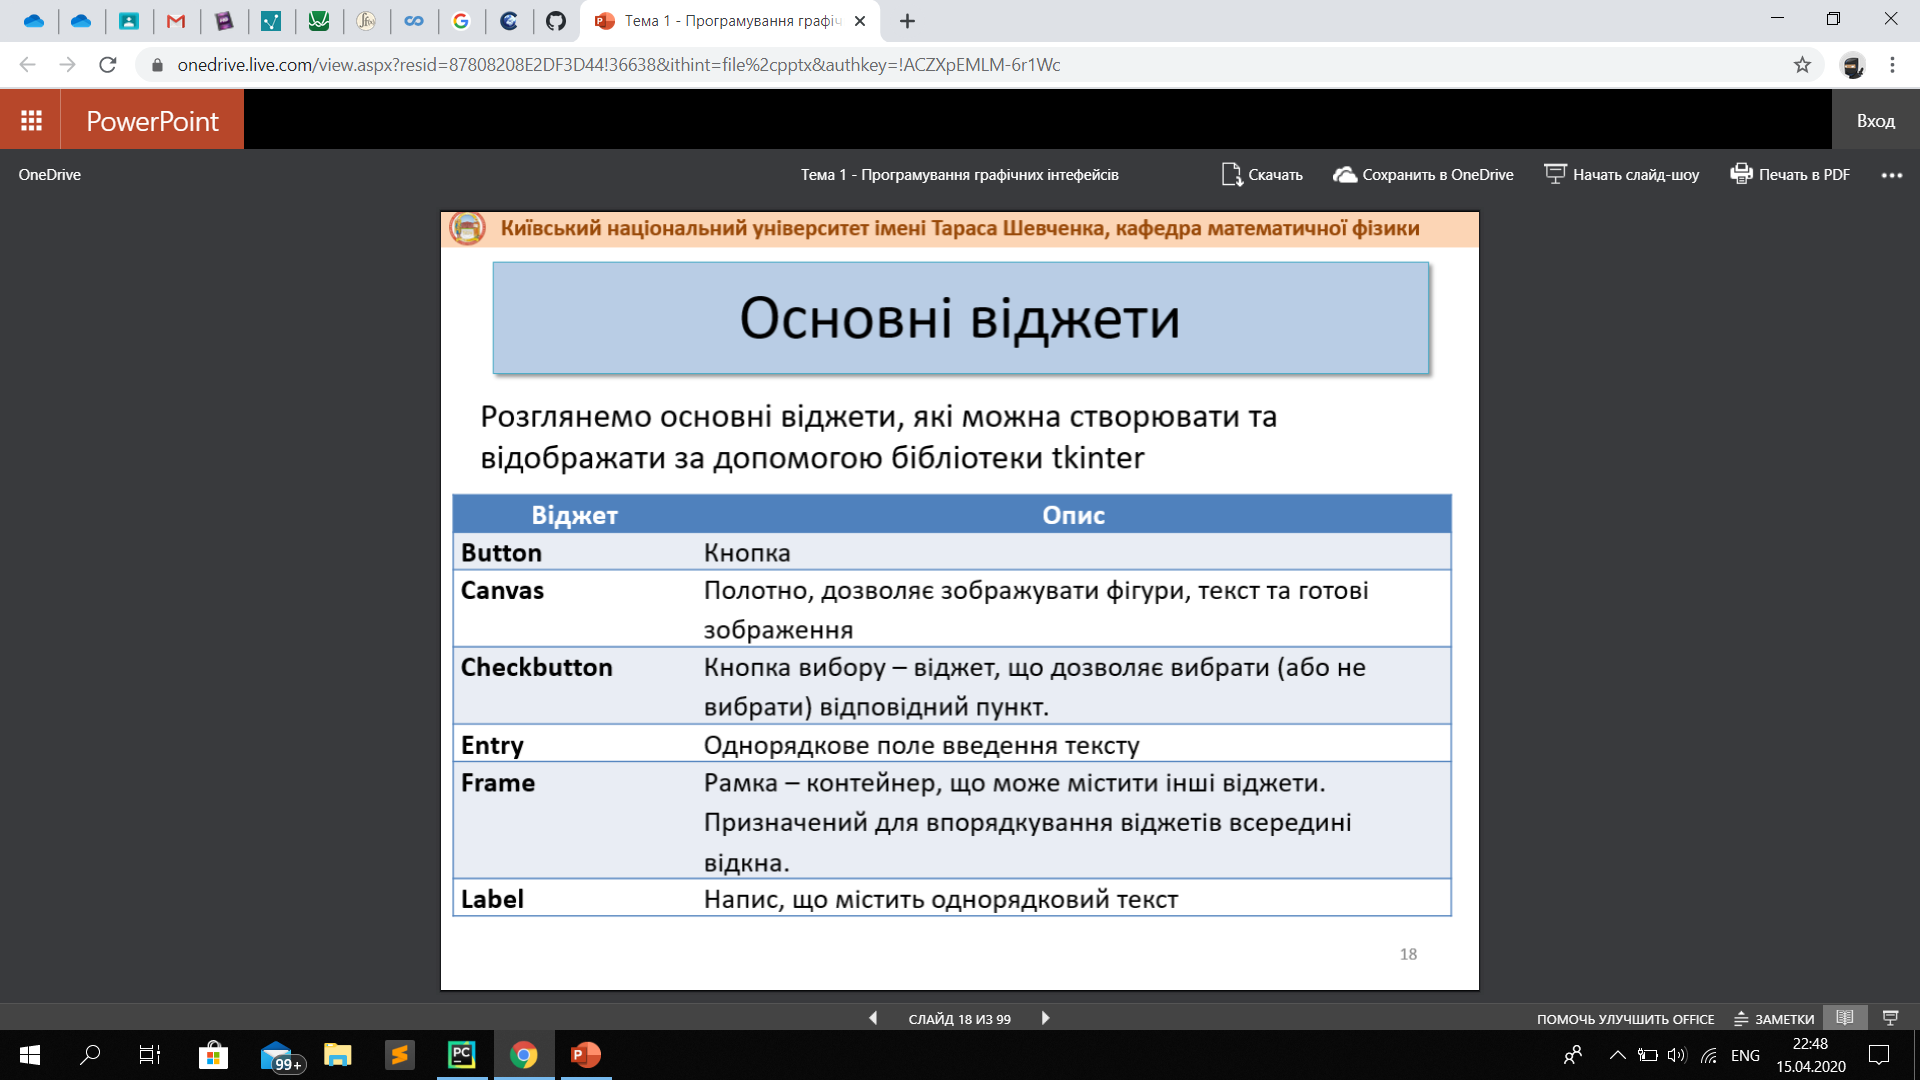 Тема 1 - Програмування графіч
onedrive.live.com/view.aspx?resid=87808208E2DF3D44!36638&ithint=file%2cpptx&authkey=!ACZXpEMLM-6r1Wc
PowerPoint
Вход
OneDrive
Тема 1 - Програмування графічних інтефейсів
Скачать
Сохранить в OneDrive
Начать слайд-шоу
Печать в PDF
Київський національний університет імені Тараса Шевченка, кафедра математичної фізики
Основні віджети
Розглянемо основні віджети, які можна створювати та
відображати за допомогою бібліотеки tkinter
Віджет Опис
Button Кнопка
Canvas Полотно, дозволяє зображувати фігури, текст та готові
зображення
Checkbutton Кнопка вибору – віджет, що дозволяє вибрати (або не
вибрати) відповідний пункт.
Entry Однорядкове поле введення тексту
Frame Рамка – контейнер, що може містити інші віджети.
Призначений для впорядкування віджетів всередині
відкна.
Label Напис, що містить однорядковий текст
18
СЛАЙД 18 ИЗ 99
ПОМОЧЬ УЛУЧШИТЬ OFFICE
ЗАМЕТКИ
99+
PC
ENG
22:48
15.04.2020